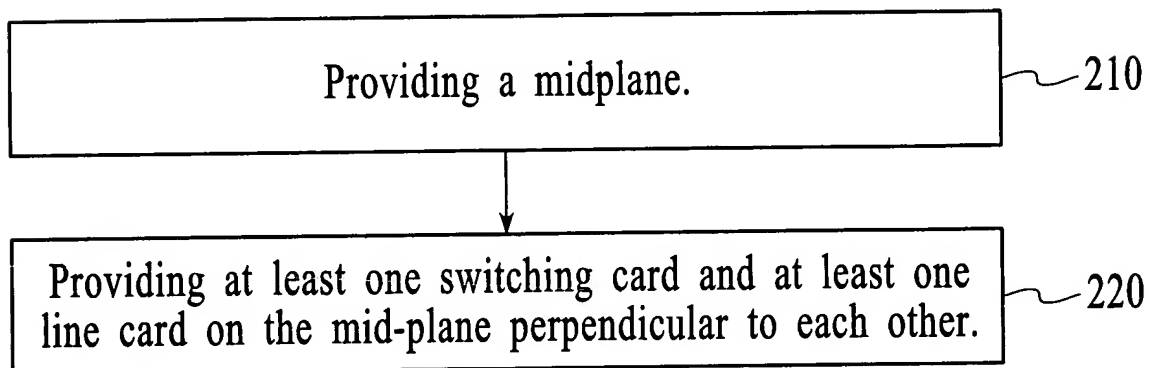 Providing a midplane.
210
Providing at least one switching card and at least one
line card on the mid-plane perpendicular to each other.
220